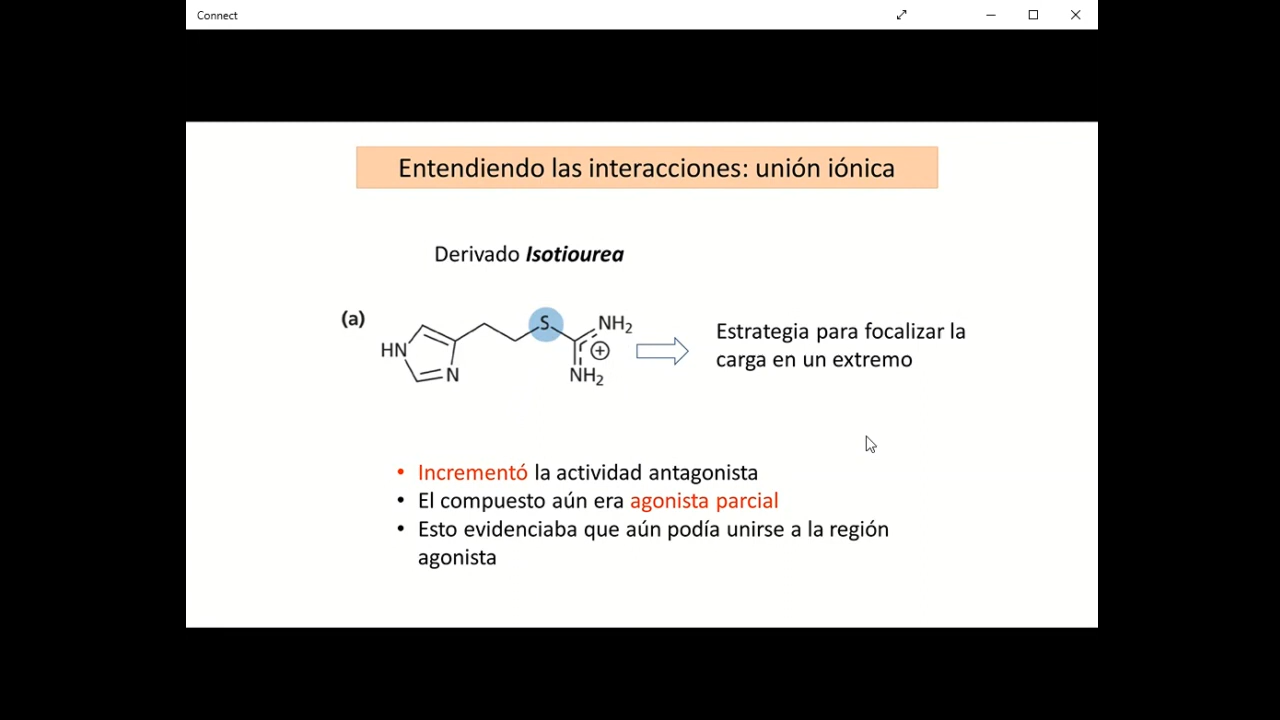 Connect
Entendiendo las interacciones: unión iónica
Derivado Isotiourea
(a)
S
NH2
HN
N
NH2
+
Estrategia para focalizar la
carga en un extremo
• Incrementó la actividad antagonista
• El compuesto aún era agonista parcial
• Esto evidenciaba que aún podía unirse a la región
agonista